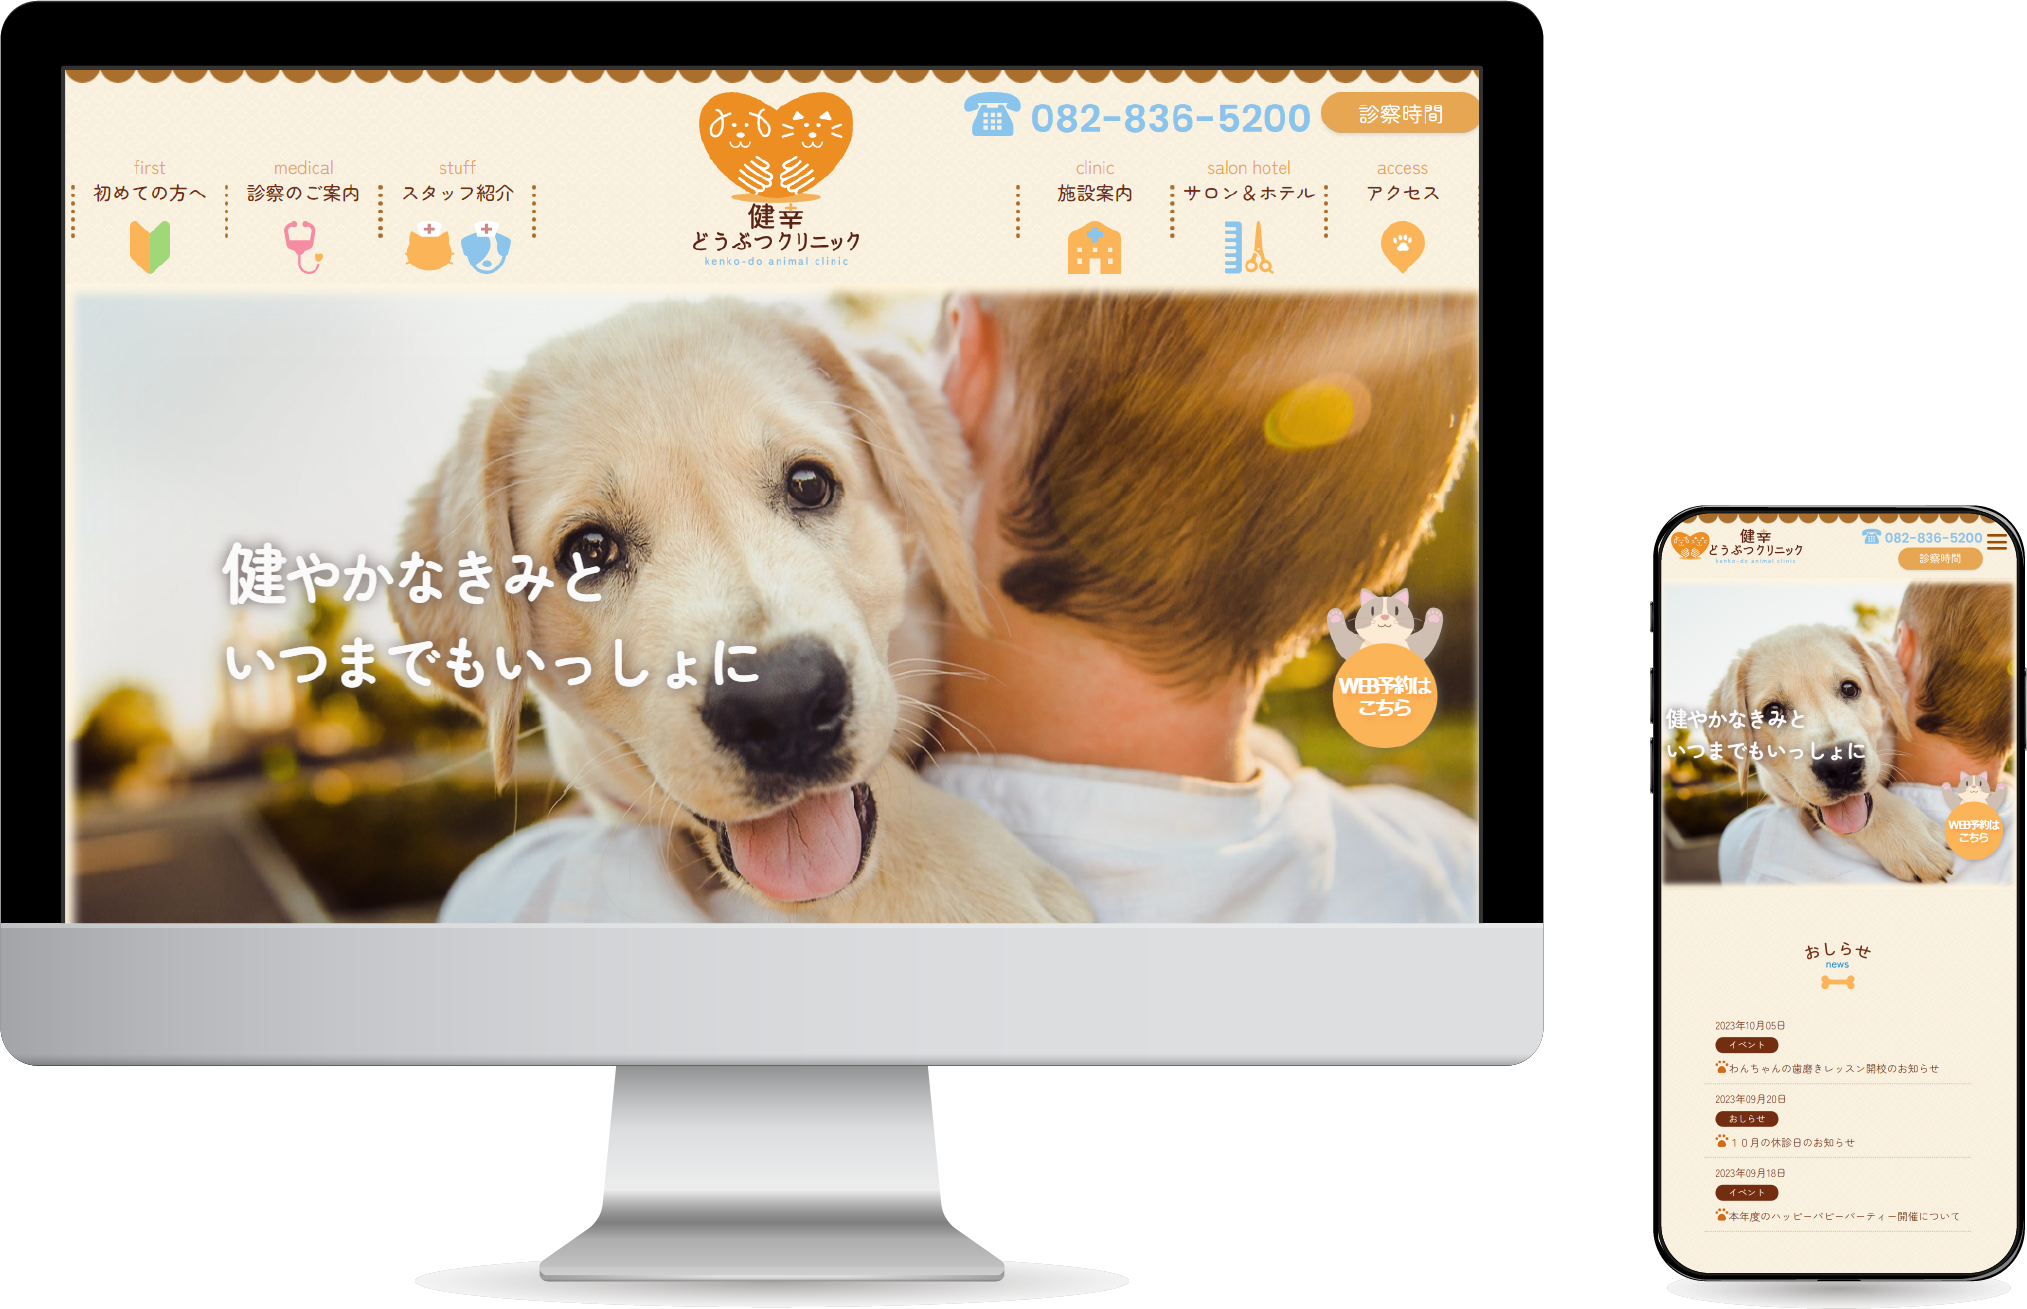 082-836-5200
診察時間
first
初めての方へ
medical
診察のご案内
stuff
スタッフ紹介
健幸
どうぶつクリニック
kenko-do animal clinic
clinic
施設案内
salon hotel
サロン＆ホテル
access
アクセス
健やかなきみと
いつまでもいっしょに
WEB予約は
こちら
健幸
どうぶつクリニック
kenko-do animal clinic
082-836-5200
診察時間
健やかなきみと
いつまでもいっしょに
WEB予約は
こちら
おしらせ
news
2023年10月05日
イベント
わんちゃんの歯磨きレッスン開校のお知らせ
2023年09月20日
おしらせ
１０月の休診日のお知らせ
2023年09月18日
イベント
本年度のハッピーパピーパーティー開催について